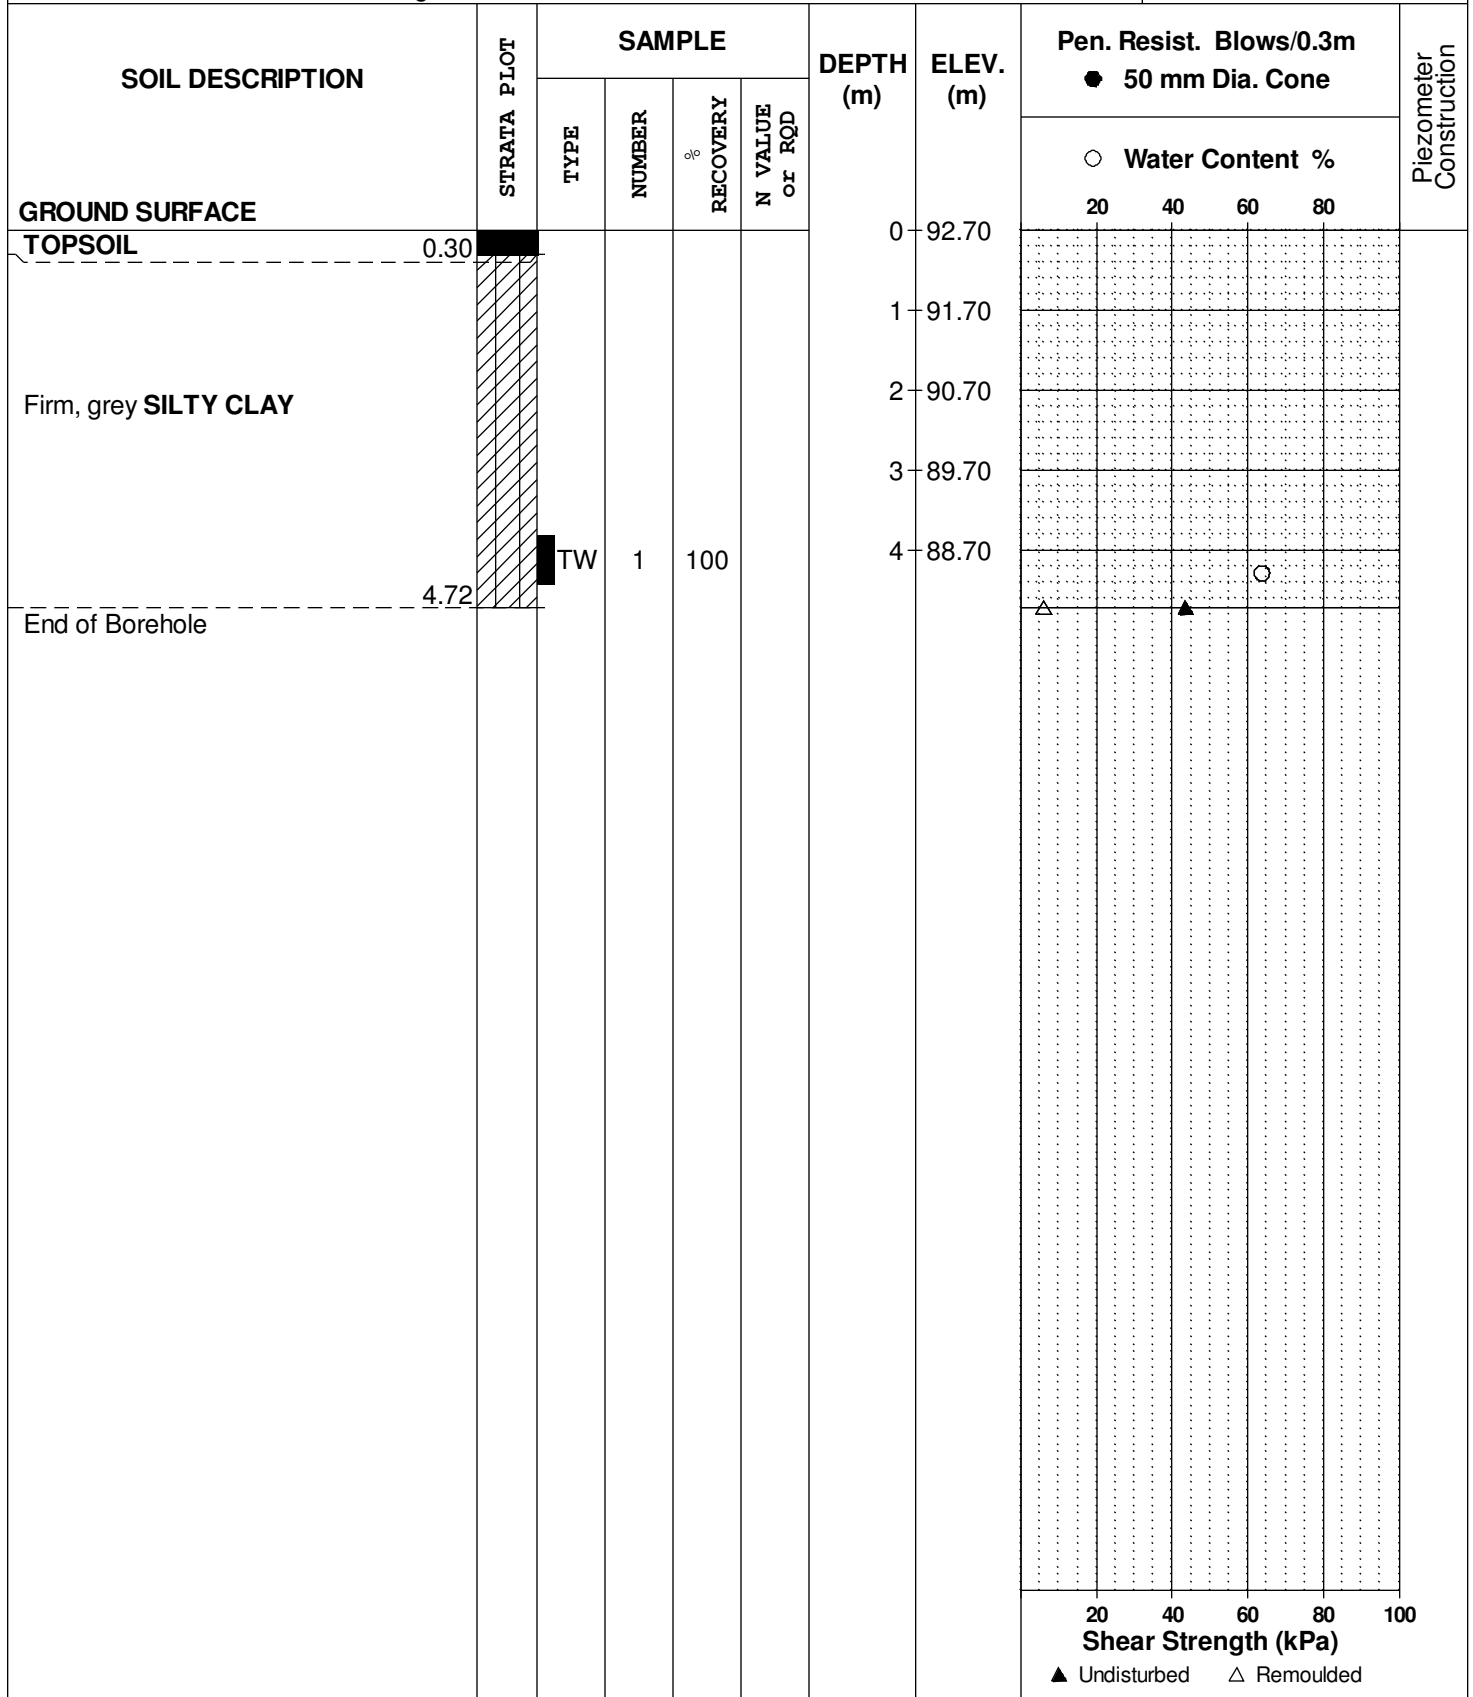 SOIL DESCRIPTION
GROUND SURFACE
STRATA PLOT
SAMPLE
TYPE
NUMBER
%
RECOVERY
N VALUE
or RQD
DEPTH
(m)
ELEV.
(m)
Pen. Resist. Blows/0.3m
● 50 mm Dia. Cone
○ Water Content %
20 40 60 80
Piezometer
Construction
TOPSOIL 0.30
0 92.70
1 91.70
2 90.70
Firm, grey SILTY CLAY
3 89.70
4 88.70
TW 1 100
4.72
End of Borehole
20 40 60 80 100
Shear Strength (kPa)
▲ Undisturbed △ Remoulded